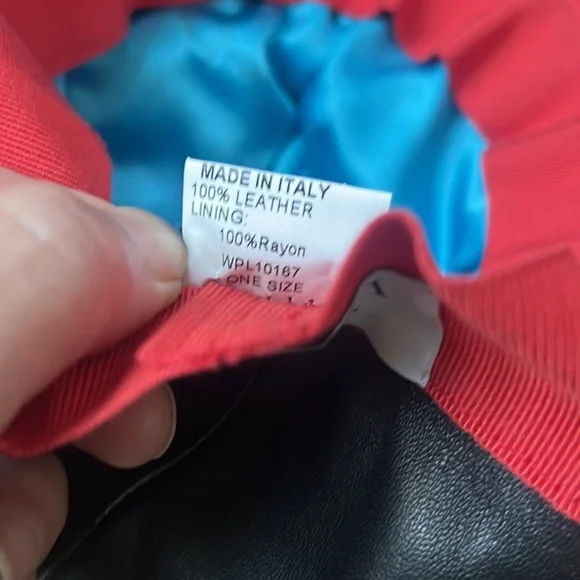 MADE IN ITALY
100% LEATHER
LINING:
100%Rayon
WPL10167
ONE SIZE